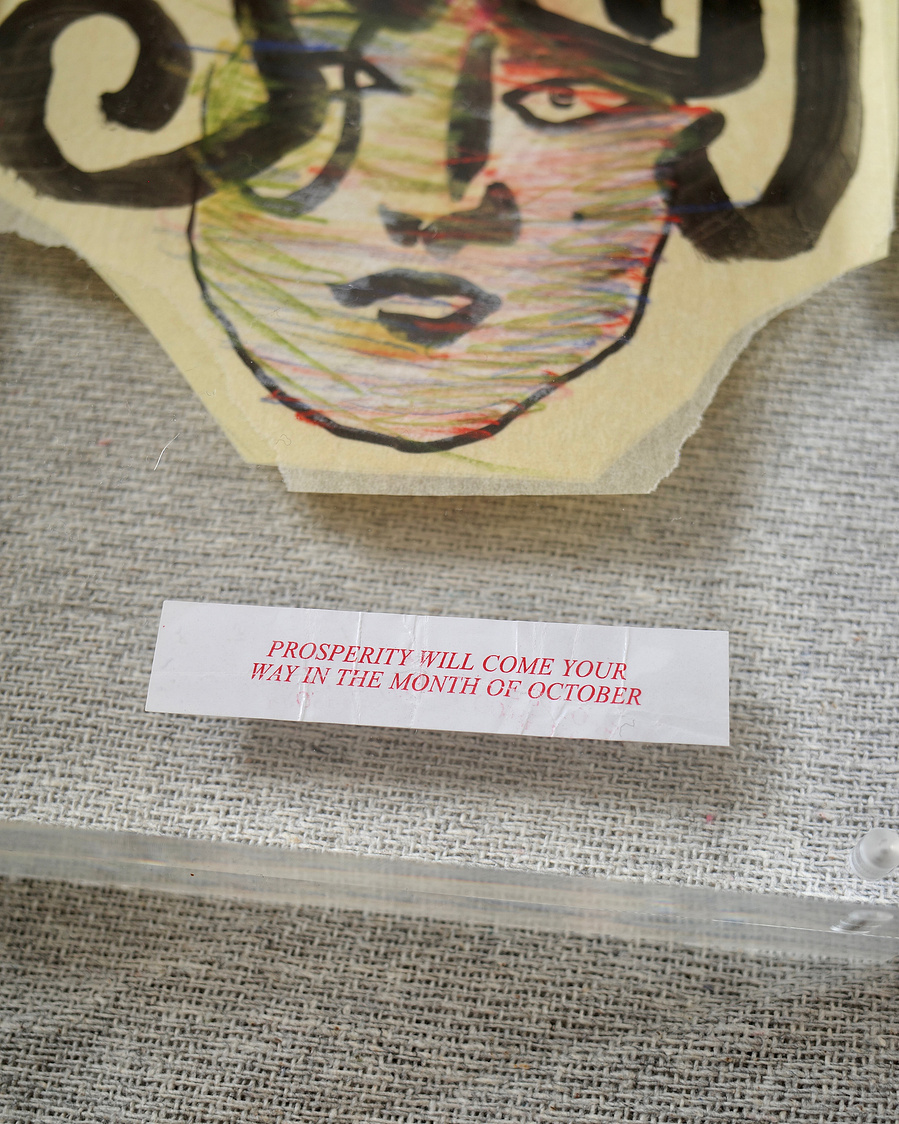 PROSPERITY WILL COME YOUR
WAY IN THE MONTH OF OCTOBER